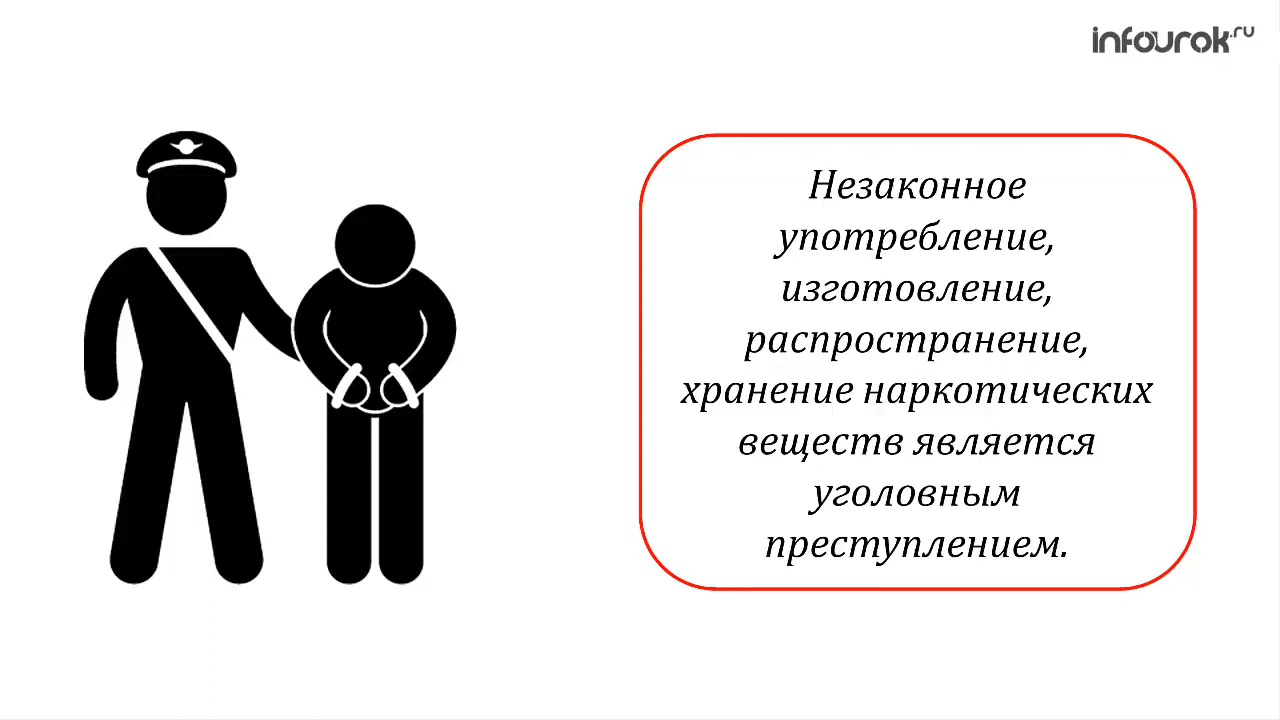 infourok.ru
Незаконное
употребление,
изготовление,
распространение,
хранение наркотических
веществ является
уголовным
преступлением.